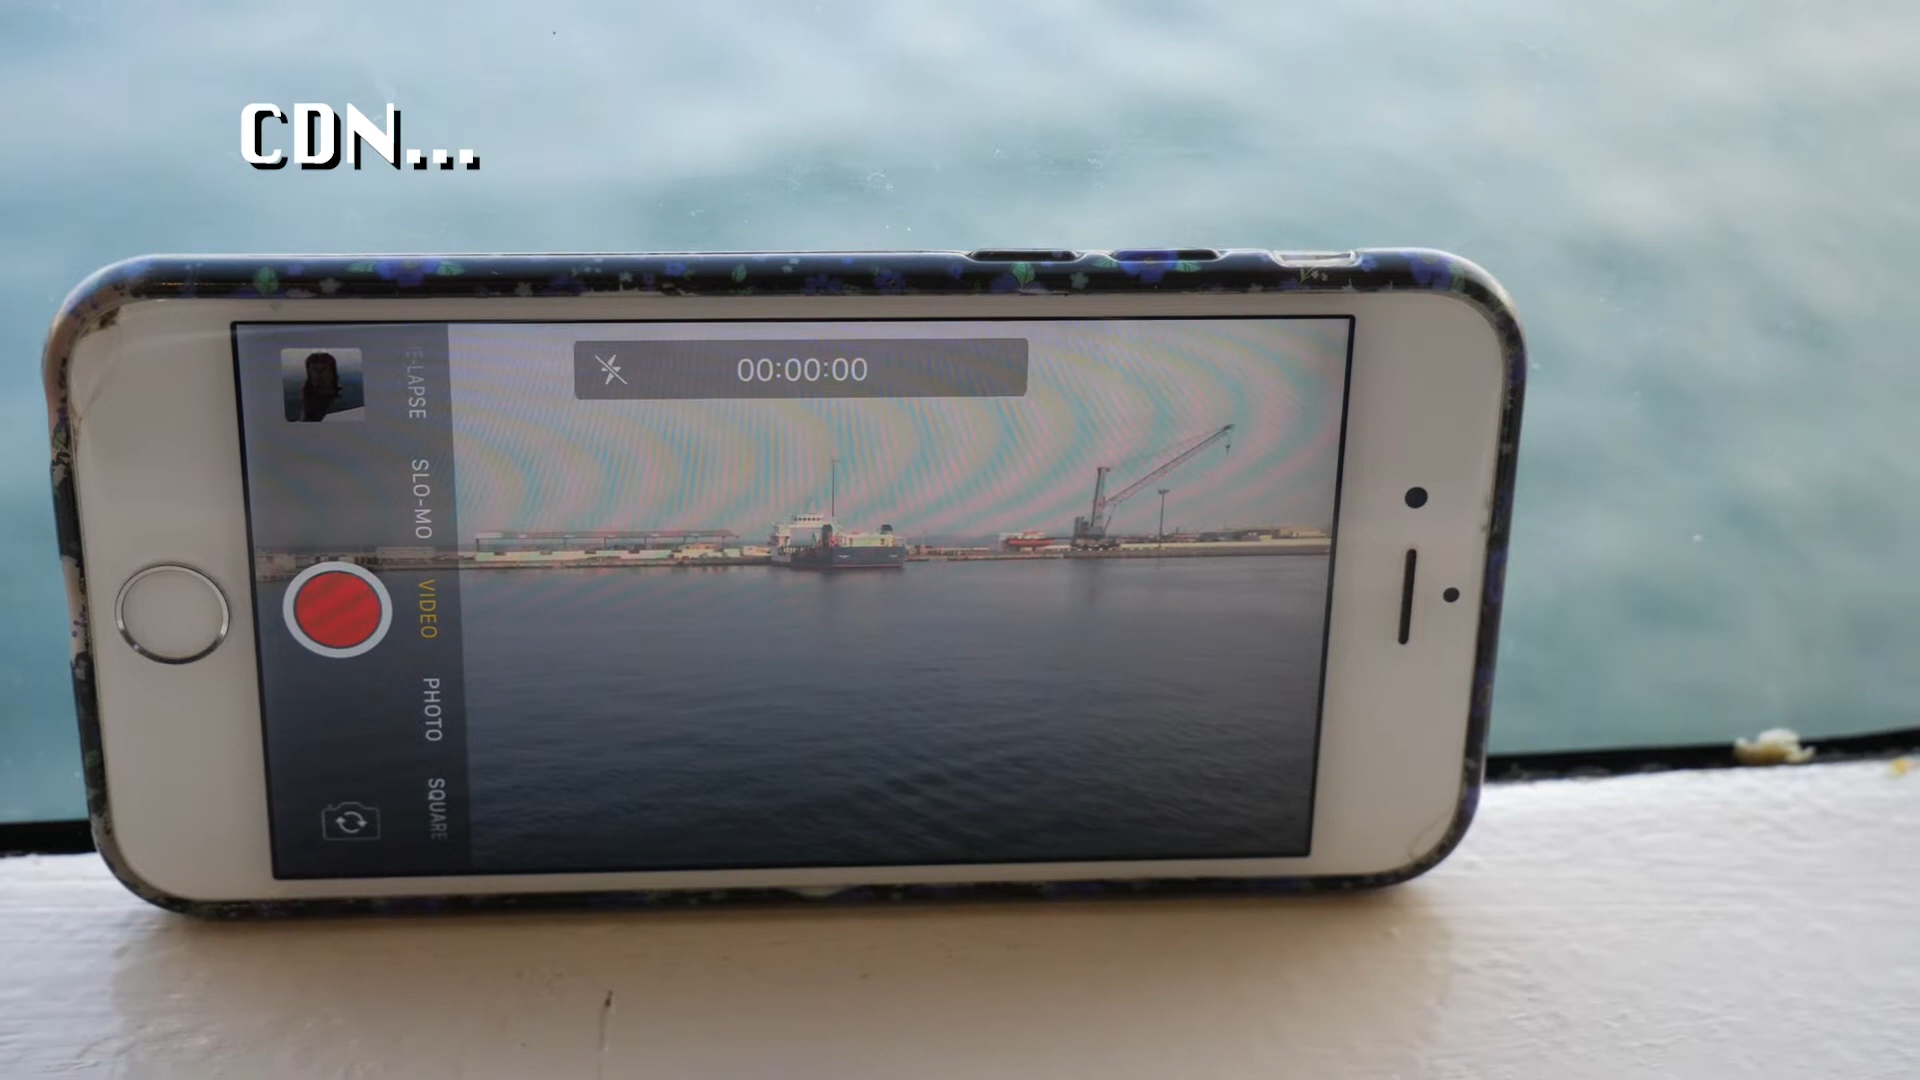 CDN...
00:00:00
E-LAPSE
SLO-MO
VIDEO
PHOTO
SQUARE